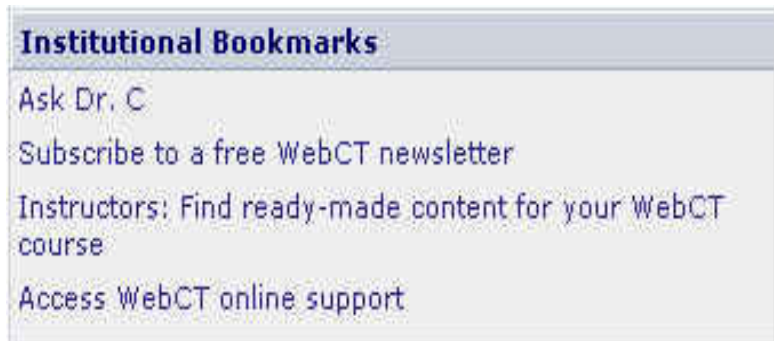 Institutional Bookmarks
Ask Dr. C
Subscribe to a free WebCT newsletter
Instructors: Find ready-made content for your WebCT
course
Access WebCT online support